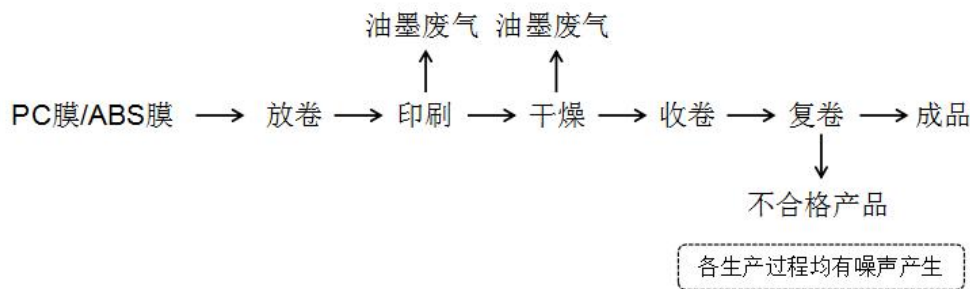 油墨废气 油墨废气
PC膜/ABS膜 放卷 印刷 干燥 收卷 复卷 成品
不合格产品
各生产过程均有噪声产生